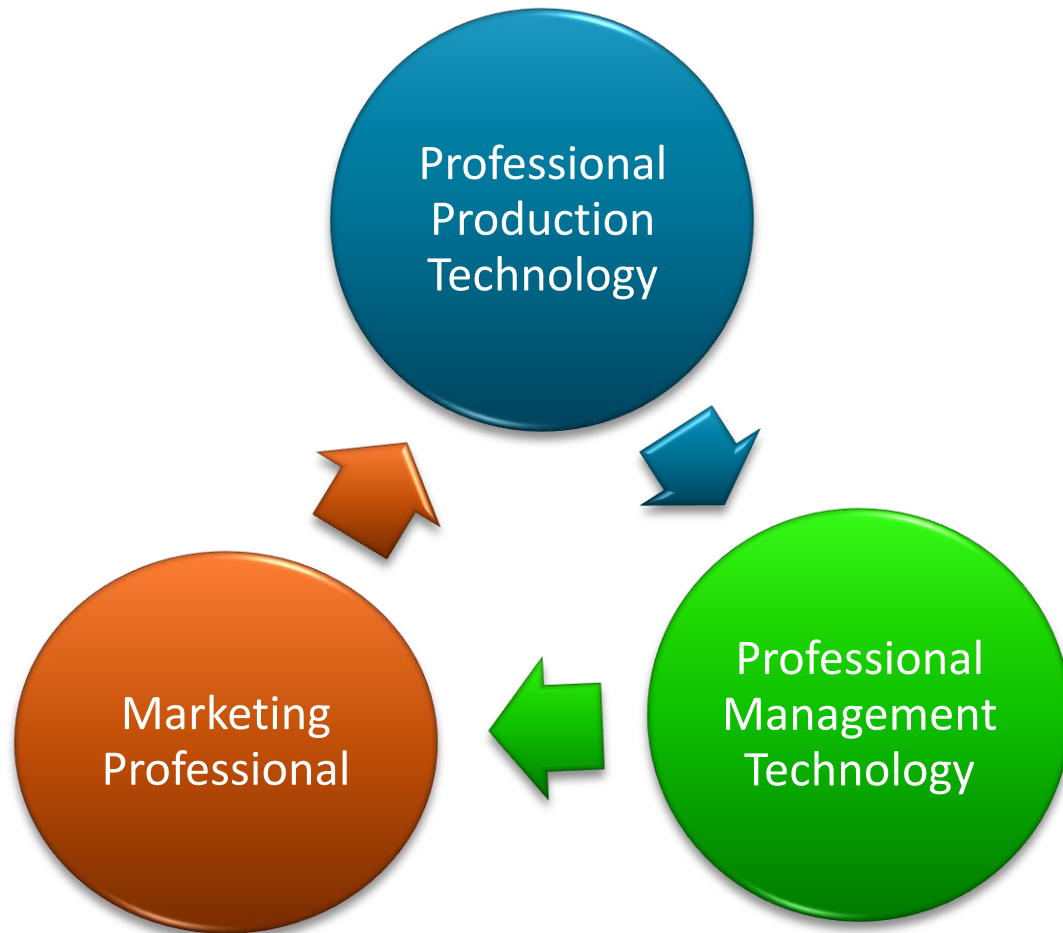 Professional
Production
Technology
Professional
Management
Technology
Marketing
Professional